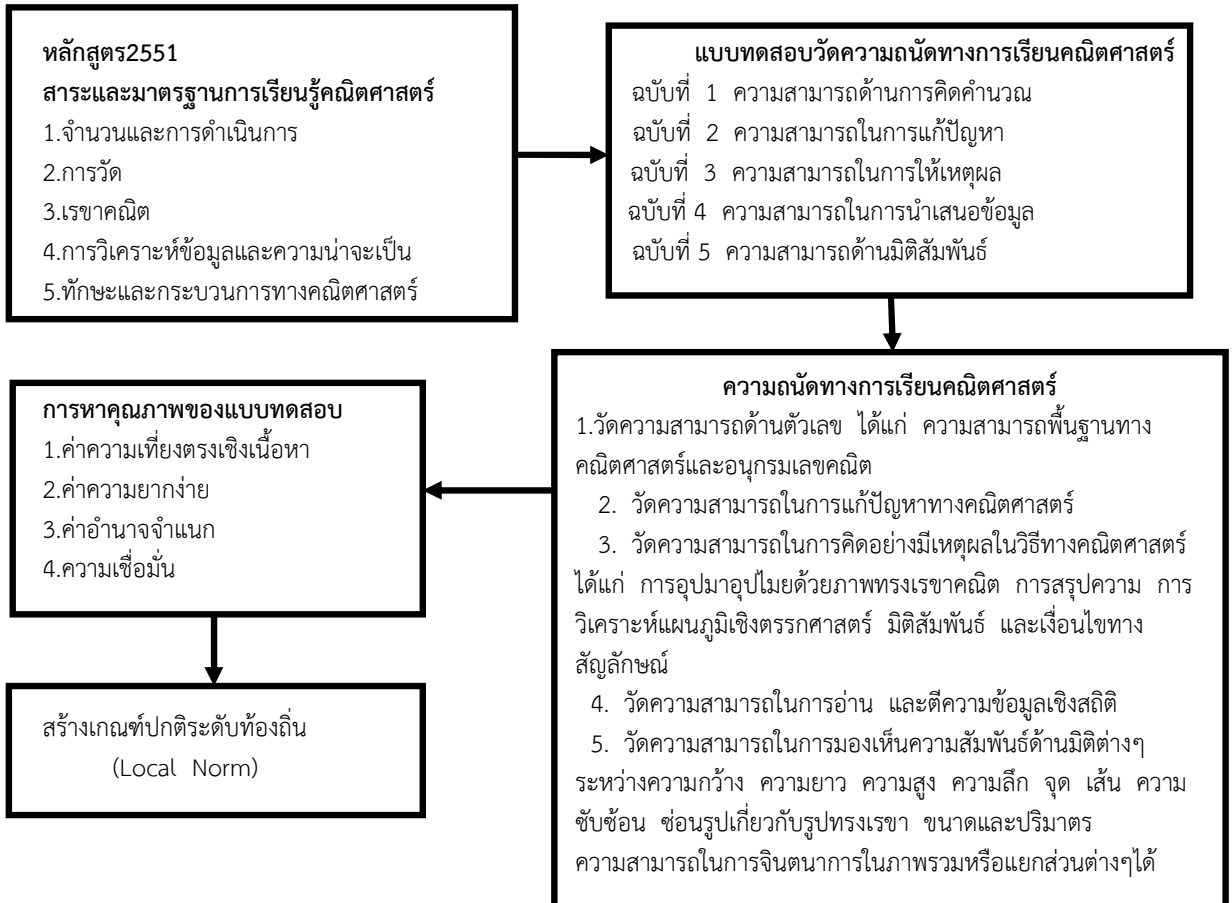 หลักสูตร2551
สาระและมาตรฐานการเรียนรู้คณิตศาสตร์
1.จำนวนและการดำเนินการ
2.การวัด
3.เรขาคณิต
4.การวิเคราะห์ข้อมูลและความน่าจะเป็น
5.ทักษะและกระบวนการทางคณิตศาสตร์
แบบทดสอบวัดความถนัดทางการเรียนคณิตศาสตร์
ฉบับที่ 1 ความสามารถด้านการคิดคำนวณ
ฉบับที่ 2 ความสามารถในการแก้ปัญหา
ฉบับที่ 3 ความสามารถในการให้เหตุผล
ฉบับที่ 4 ความสามารถในการนำเสนอข้อมูล
ฉบับที่ 5 ความสามารถด้านมิติสัมพันธ์
ความถนัดทางการเรียนคณิตศาสตร์
1.วัดความสามารถด้านตัวเลข ได้แก่ ความสามารถพื้นฐานทาง
คณิตศาสตร์และอนุกรมเลขคณิต
2. วัดความสามารถในการแก้ปัญหาทางคณิตศาสตร์
3. วัดความสามารถในการคิดอย่างมีเหตุผลในวิธีทางคณิตศาสตร์
ได้แก่ การอุปมาอุปไมยด้วยภาพทรงเรขาคณิต การสรุปความ การ
วิเคราะห์แผนภูมิเชิงตรรกศาสตร์ มิติสัมพันธ์ และเงื่อนไขทาง
สัญลักษณ์
4. วัดความสามารถในการอ่าน และตีความข้อมูลเชิงสถิติ
5. วัดความสามารถในการมองเห็นความสัมพันธ์ด้านมิติต่างๆ
ระหว่างความกว้าง ความยาว ความสูง ความลึก จุด เส้น ความ
ซับซ้อน ซ่อนรูปเกี่ยวกับรูปทรงเรขา ขนาดและปริมาตร
ความสามารถในการจินตนาการในภาพรวมหรือแยกส่วนต่างๆได้
การหาคุณภาพของแบบทดสอบ
1.ค่าความเที่ยงตรงเชิงเนื้อหา
2.ค่าความยากง่าย
3.ค่าอำนาจจำแนก
4.ความเชื่อมั่น
สร้างเกณฑ์ปกติระดับท้องถิ่น
(Local Norm)